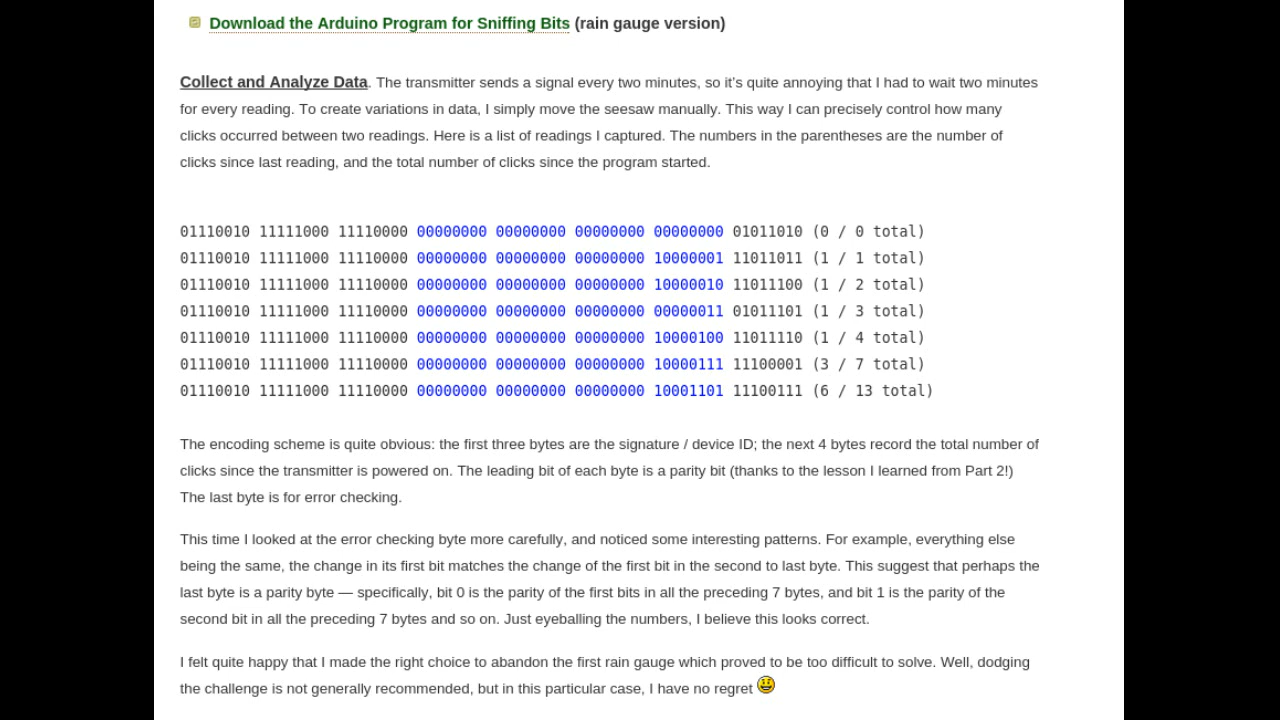 Download the Arduino Program for Sniffing Bits (rain gauge version)
Collect and Analyze Data. The transmitter sends a signal every two minutes, so it's quite annoying that I had to wait two minutes
for every reading. To create variations in data, I simply move the seesaw manually. This way I can precisely control how many
clicks occurred between two readings. Here is a list of readings I captured. The numbers in the parentheses are the number of
clicks since last reading, and the total number of clicks since the program started.
01110010 11111000 11110000 00000000 00000000 00000000 00000000 01011010 (0 / 0 total)
01110010 11111000 11110000 00000000 00000000 00000000 10000001 11011011 (1 / 1 total)
01110010 11111000 11110000 00000000 00000000 00000000 10000010 11011100 (1 / 2 total)
01110010 11111000 11110000 00000000 00000000 00000000 00000011 01011101 (1 / 3 total)
01110010 11111000 11110000 00000000 00000000 00000000 10000100 11011110 (1 / 4 total)
01110010 11111000 11110000 00000000 00000000 00000000 10000111 11100001 (3 / 7 total)
01110010 11111000 11110000 00000000 00000000 00000000 10001101 11100111 (6 / 13 total)
The encoding scheme is quite obvious: the first three bytes are the signature / device ID; the next 4 bytes record the total number of
clicks since the transmitter is powered on. The leading bit of each byte is a parity bit (thanks to the lesson I learned from Part 2!)
The last byte is for error checking.
This time I looked at the error checking byte more carefully, and noticed some interesting patterns. For example, everything else
being the same, the change in its first bit matches the change of the first bit in the second to last byte. This suggest that perhaps the
last byte is a parity byte — specifically, bit 0 is the parity of the first bits in all the preceding 7 bytes, and bit 1 is the parity of the
second bit in all the preceding 7 bytes and so on. Just eyeballing the numbers, I believe this looks correct.
I felt quite happy that I made the right choice to abandon the first rain gauge which proved to be too difficult to solve. Well, dodging
the challenge is not generally recommended, but in this particular case, I have no regret